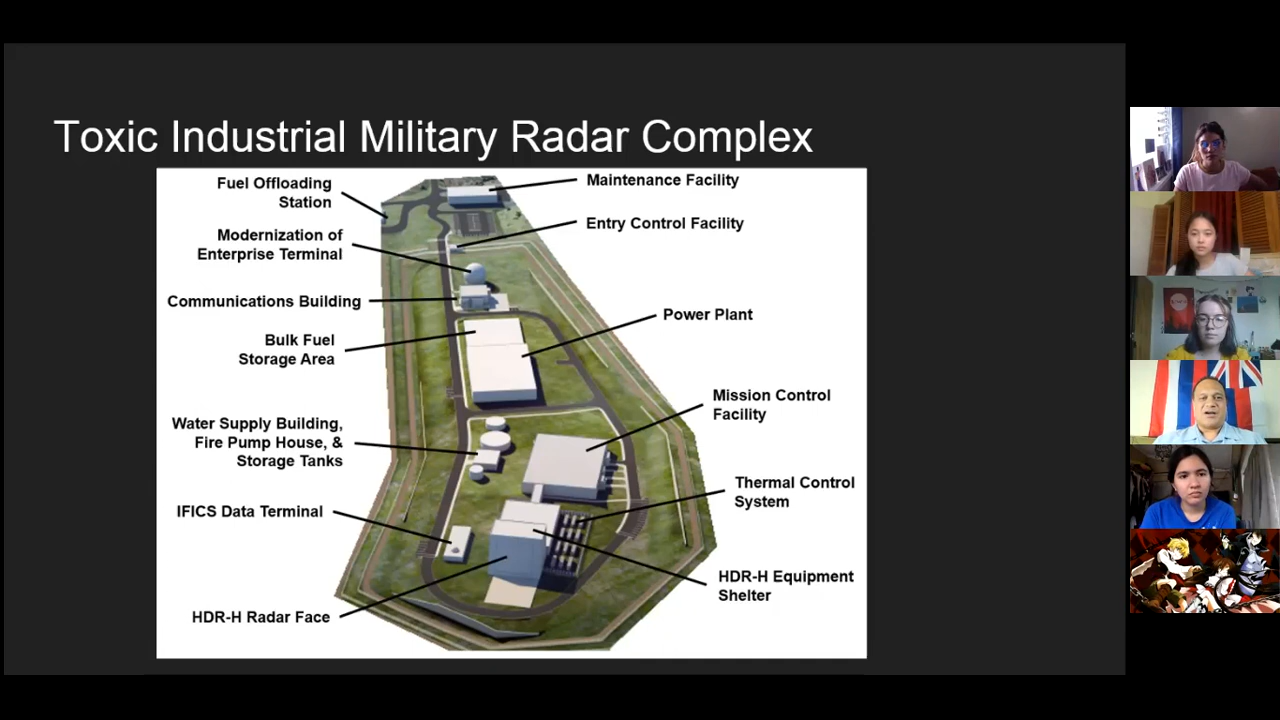 Toxic Industrial Military Radar Complex
Fuel Offloading
Station
Modernization of
Enterprise Terminal
Communications Building
Bulk Fuel
Storage Area
Water Supply Building,
Fire Pump House, &
Storage Tanks
IFICS Data Terminal
HDR-H Radar Face
Maintenance Facility
Entry Control Facility
Power Plant
Mission Control
Facility
Thermal Control
System
HDR-H Equipment
Shelter